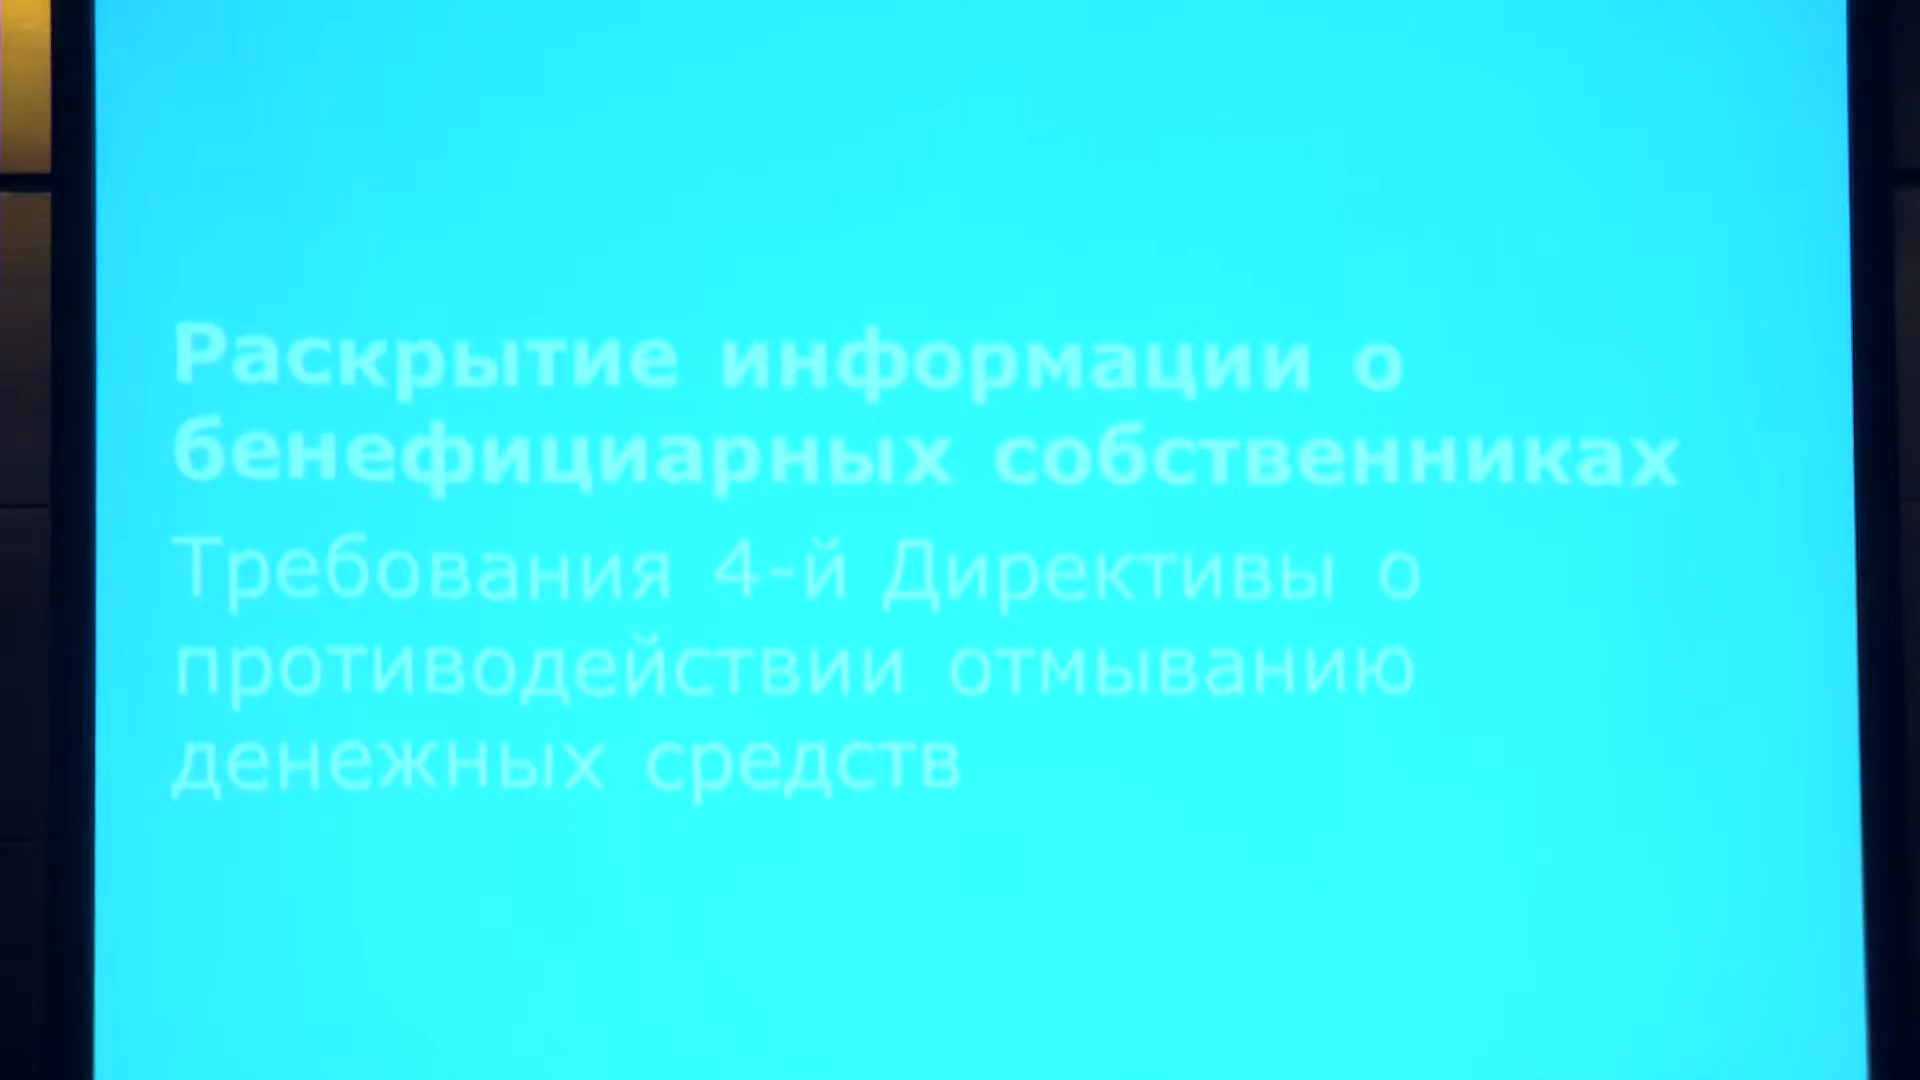 Раскрытие информации о
бенефициарных собственниках
Требования 4-й Директивы о
противодействии отмыванию
денежных средств